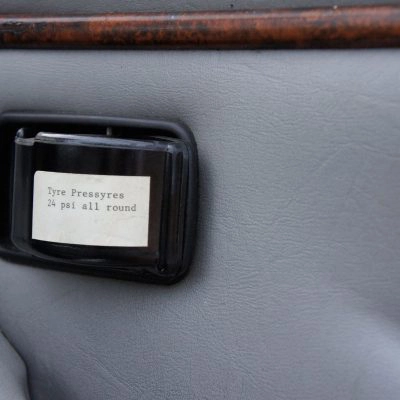 Tyre Pressyres
24 psi all round